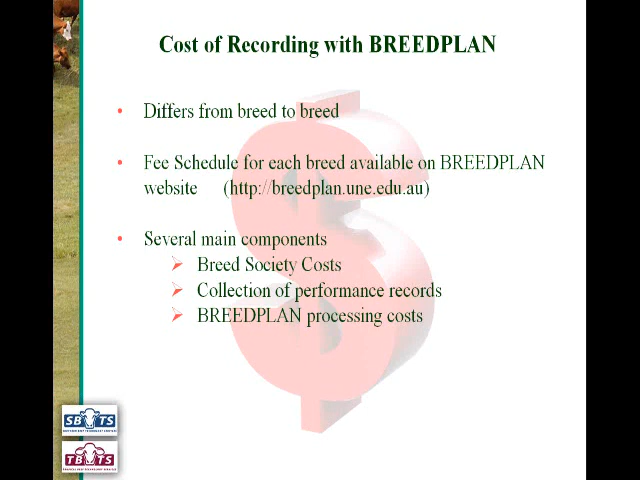 Cost of Recording with BREEDPLAN
• Differs from breed to breed
• Fee Schedule for each breed available on BREEDPLAN
website (http://breedplan.une.edu.au)
• Several main components
➢ Breed Society Costs
➢ Collection of performance records
➢ BREEDPLAN processing costs
SBTS
TBTS